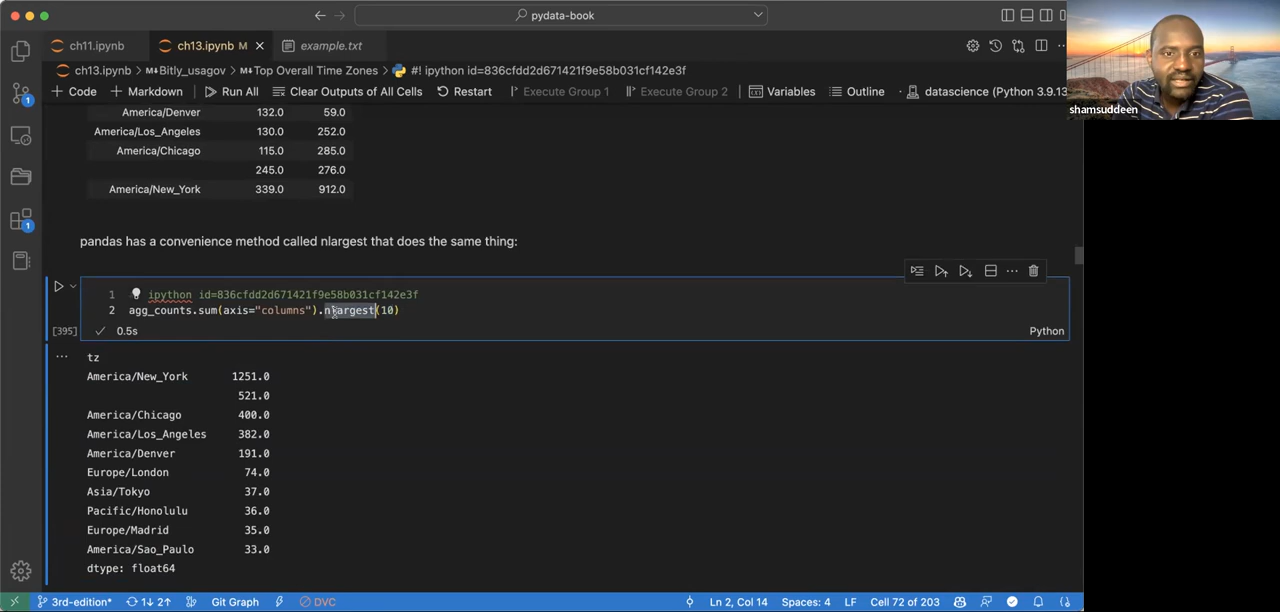 pydata-book
ch11.ipynb
ch13.ipynb M
example.txt
ch13.ipynb > M↓Bitly_usagov > M↓Top Overall Time Zones > #! ipython id=836cfdd2d671421f9e58b031cf142e3f
+ Code + Markdown Run All Clear Outputs of All Cells Restart Execute Group 1 Execute Group 2 Variables Outline ... datascience (Python 3.9.13
shamsuddeen
America/Denver 132.0 59.0
America/Los_Angeles 130.0 252.0
America/Chicago 115.0 285.0
245.0 276.0
America/New_York 339.0 912.0
pandas has a convenience method called nlargest that does the same thing:
1 ipython id=836cfdd2d671421f9e58b031cf142e3f
2 agg_counts.sum(axis="columns").nlargest(10)
[395] ✓ 0.5s Python
... tz
America/New_York 1251.0
521.0
America/Chicago 400.0
America/Los_Angeles 382.0
America/Denver 191.0
Europe/London 74.0
Asia/Tokyo 37.0
Pacific/Honolulu 36.0
Europe/Madrid 35.0
America/Sao_Paulo 33.0
dtype: float64
3rd-edition* 1↓ 2↑ Git Graph DVC Ln 2, Col 14 Spaces: 4 LF Cell 72 of 203